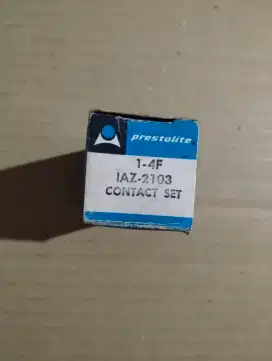 prestolite
1-4F
IAZ-2103
CONTACT SET